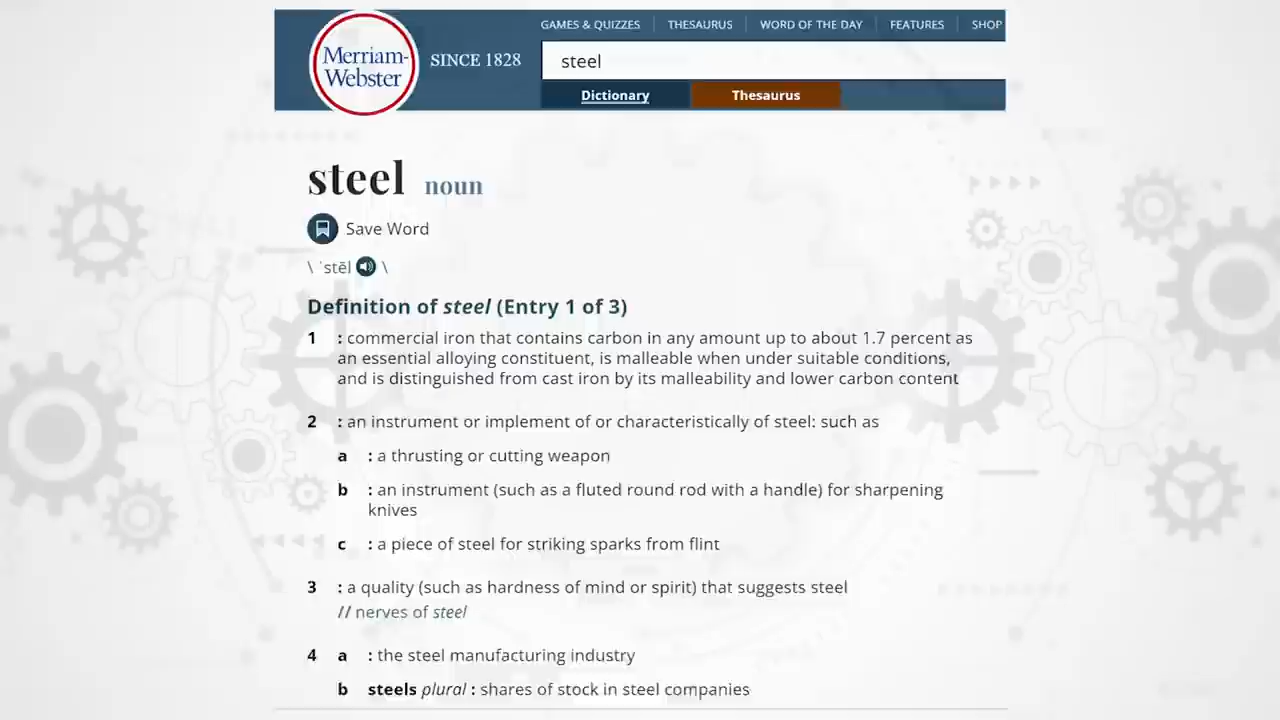 GAMES & QUIZZES THESAURUS WORD OF THE DAY FEATURES SHOP
Merriam-
Webster
SINCE 1828
steel
Dictionary Thesaurus
steel noun
Save Word
\ ˈstēl \
Definition of steel (Entry 1 of 3)
1 : commercial iron that contains carbon in any amount up to about 1.7 percent as
an essential alloying constituent, is malleable when under suitable conditions,
and is distinguished from cast iron by its malleability and lower carbon content
2 : an instrument or implement of or characteristically of steel: such as
a : a thrusting or cutting weapon
b : an instrument (such as a fluted round rod with a handle) for sharpening
knives
c : a piece of steel for striking sparks from flint
3 : a quality (such as hardness of mind or spirit) that suggests steel
// nerves of steel
4 a : the steel manufacturing industry
b steels plural : shares of stock in steel companies